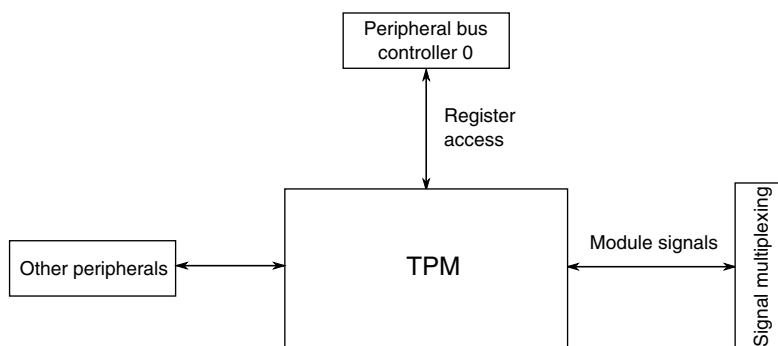 Peripheral bus
controller 0
Register
access
Signal multiplexing
Module signals
TPM
Other peripherals